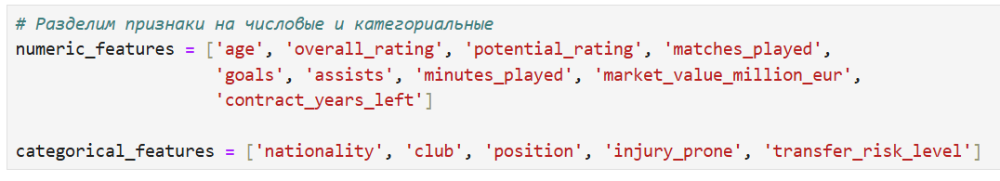 # Разделим признаки на числовые и категориальные
numeric_features = ['age', 'overall_rating', 'potential_rating', 'matches_played',
'goals', 'assists', 'minutes_played', 'market_value_million_eur',
'contract_years_left']
categorical_features = ['nationality', 'club', 'position', 'injury_prone', 'transfer_risk_level']